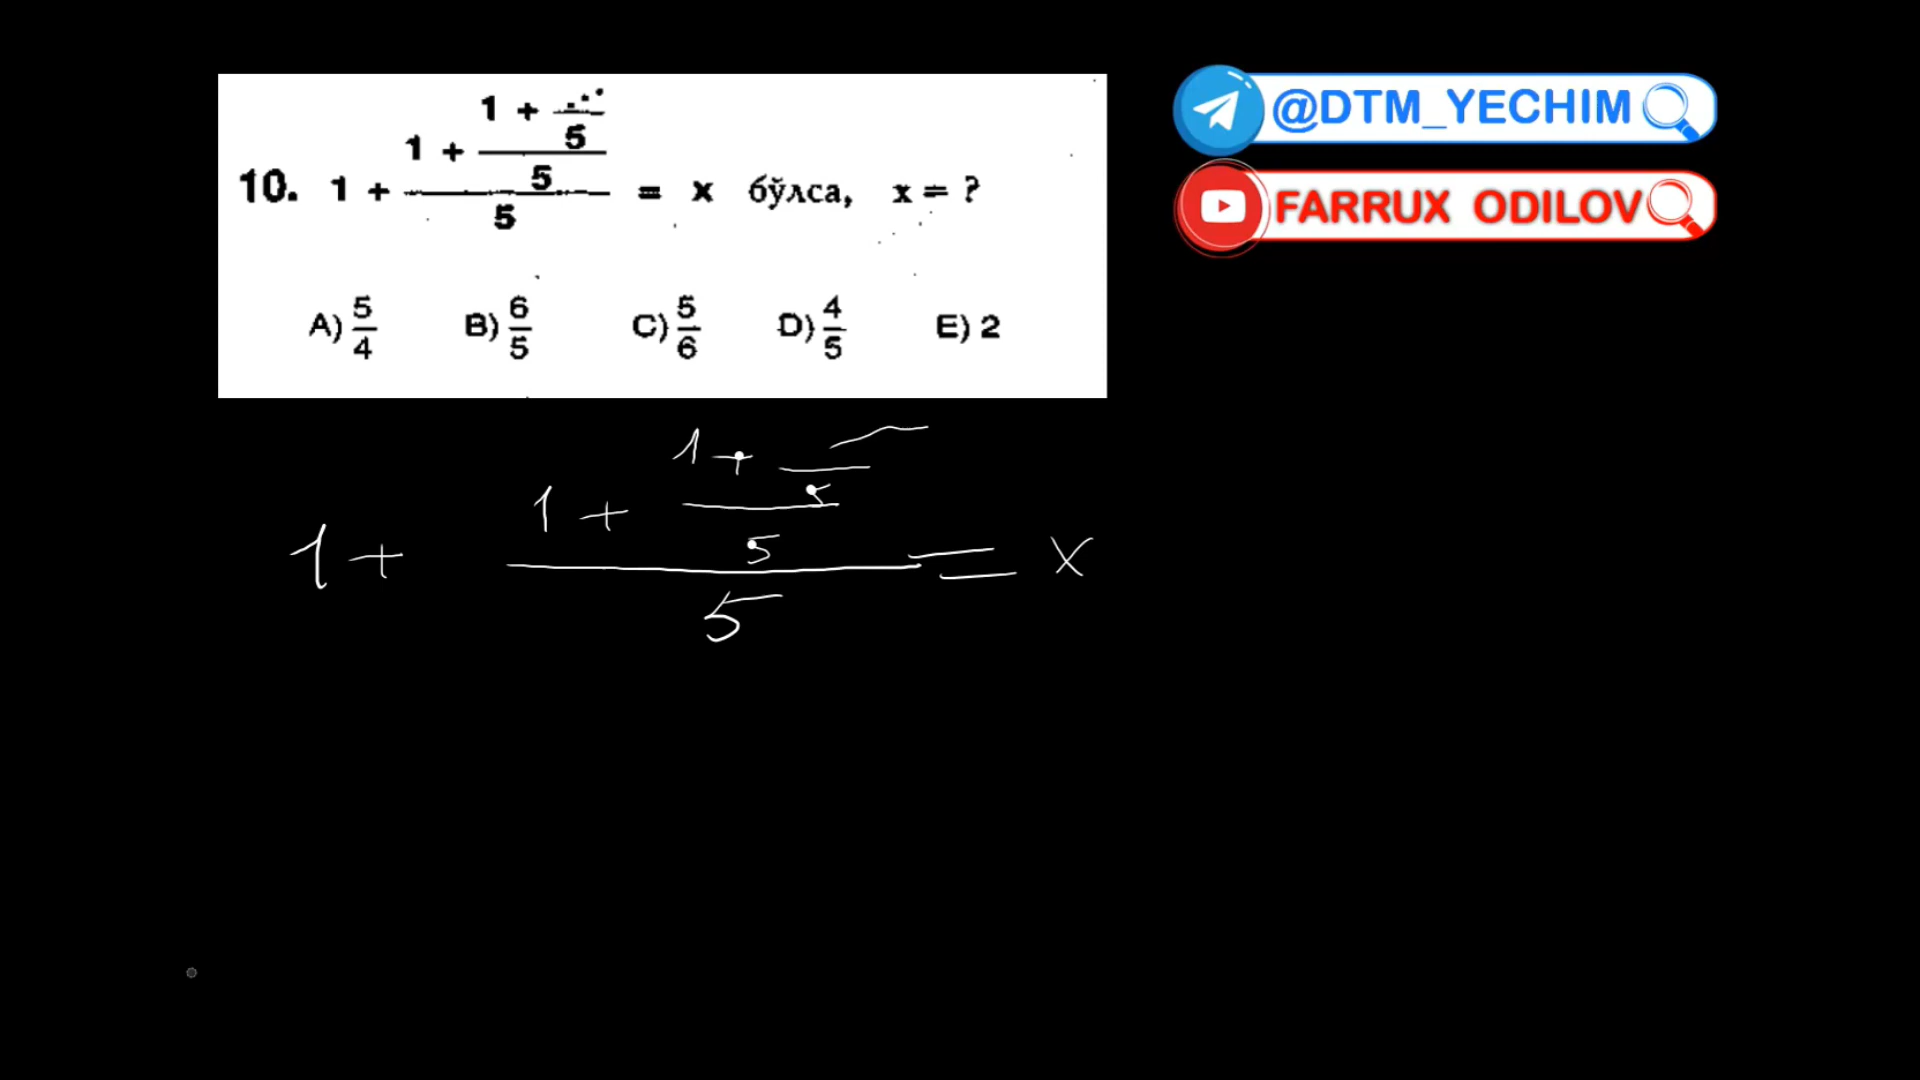 @DTM_YECHIM
FARRUX ODILOV
10. 1 + (1 + (1 + ⋰/5)/5)/5 = x бўлса, x = ?
A) 5/4 B) 6/5 C) 5/6 D) 4/5 E) 2
1 + (1 + (1 + —/5)/5)/5 = x